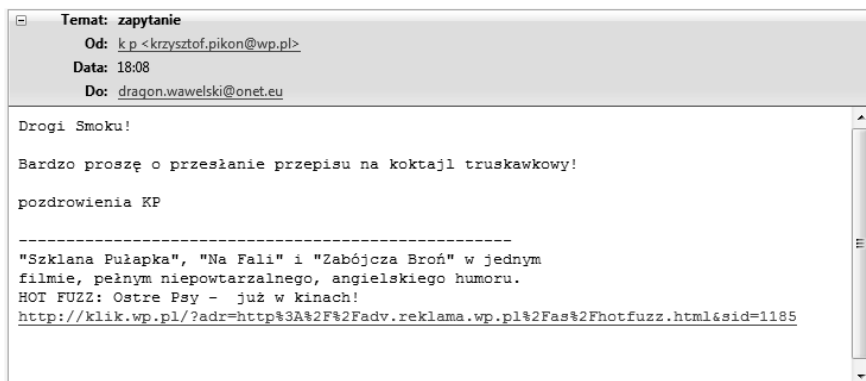 Temat: zapytanie
Od: k p <krzysztof.pikon@wp.pl>
Data: 18:08
Do: dragon.wawelski@onet.eu
Drogi Smoku!
Bardzo proszę o przesłanie przepisu na koktajl truskawkowy!
pozdrowienia KP
----------------------------------------------------
"Szklana Pułapka", "Na Fali" i "Zabójcza Broń" w jednym
filmie, pełnym niepowtarzalnego, angielskiego humoru.
HOT FUZZ: Ostre Psy -  już w kinach!
http://klik.wp.pl/?adr=http%3A%2F%2Fadv.reklama.wp.pl%2Fas%2Fhotfuzz.html&sid=1185